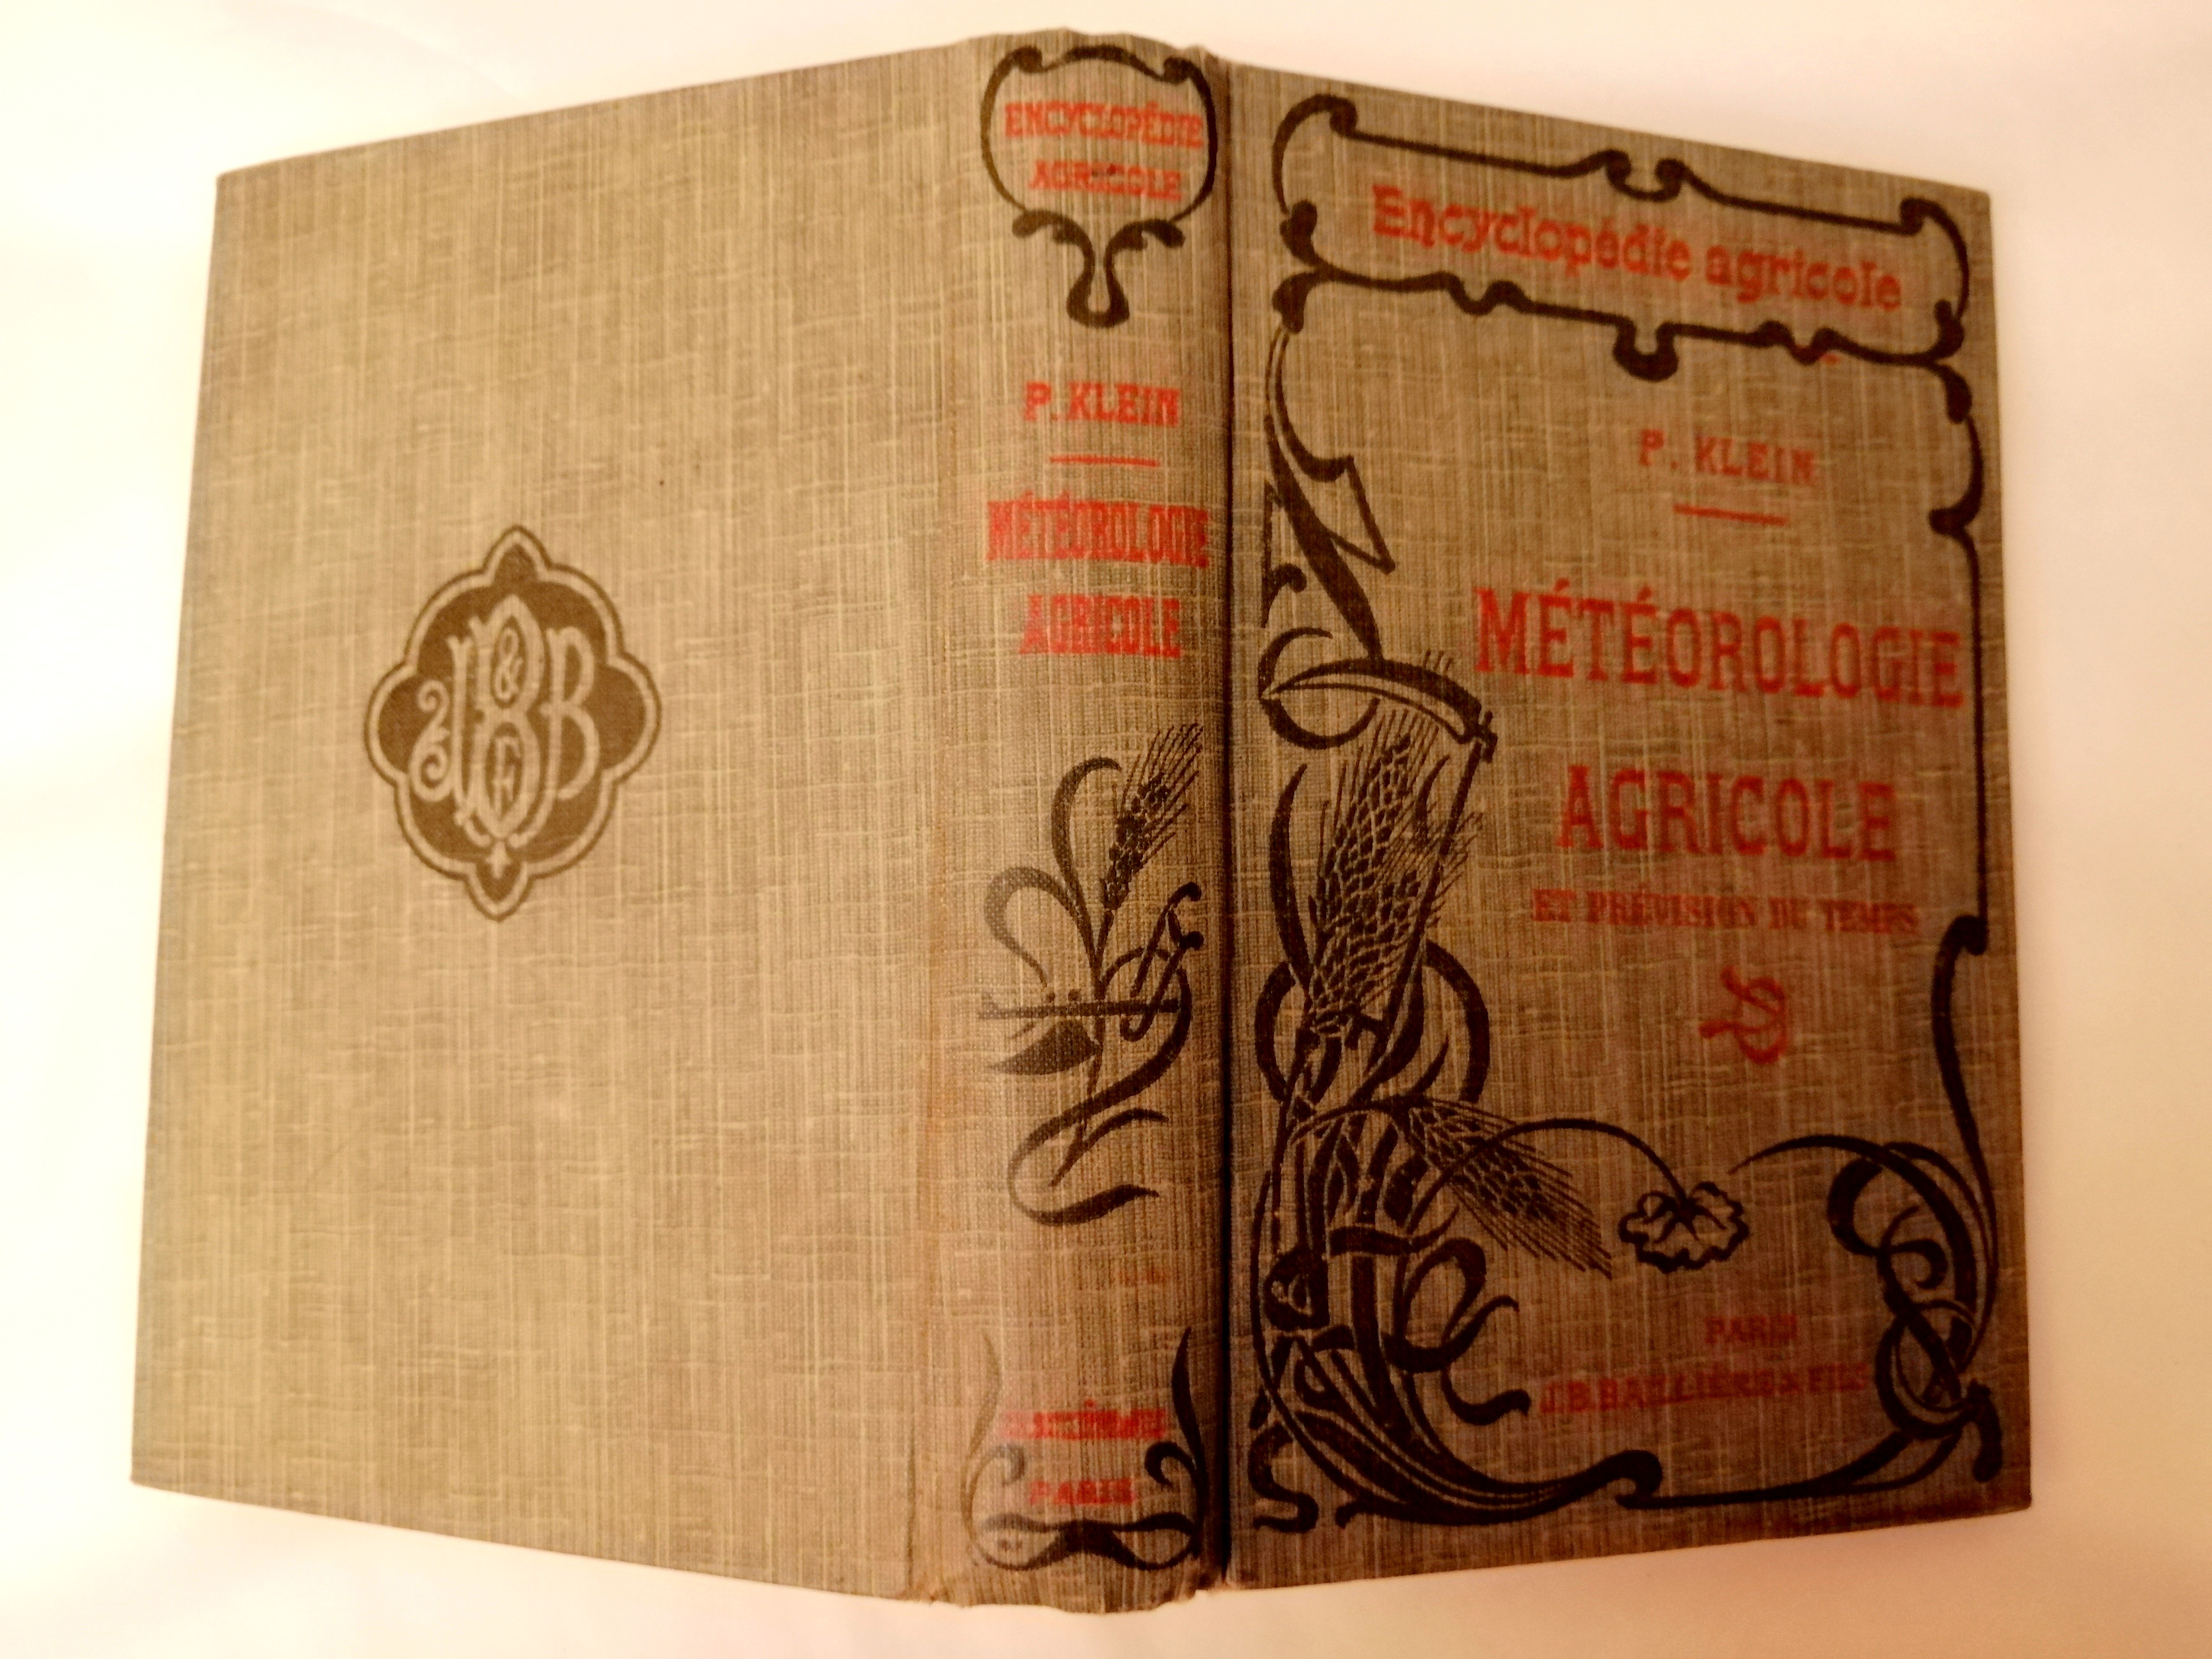 ENCYCLOPÉDIE
AGRICOLE
P. KLEIN
MÉTÉOROLOGIE
AGRICOLE
PARIS
Encyclopédie agricole
P. KLEIN
MÉTÉOROLOGIE
AGRICOLE
ET PRÉVISION DU TEMPS
PARIS
J.B. BAILLIÈRE & FILS
J B & B F